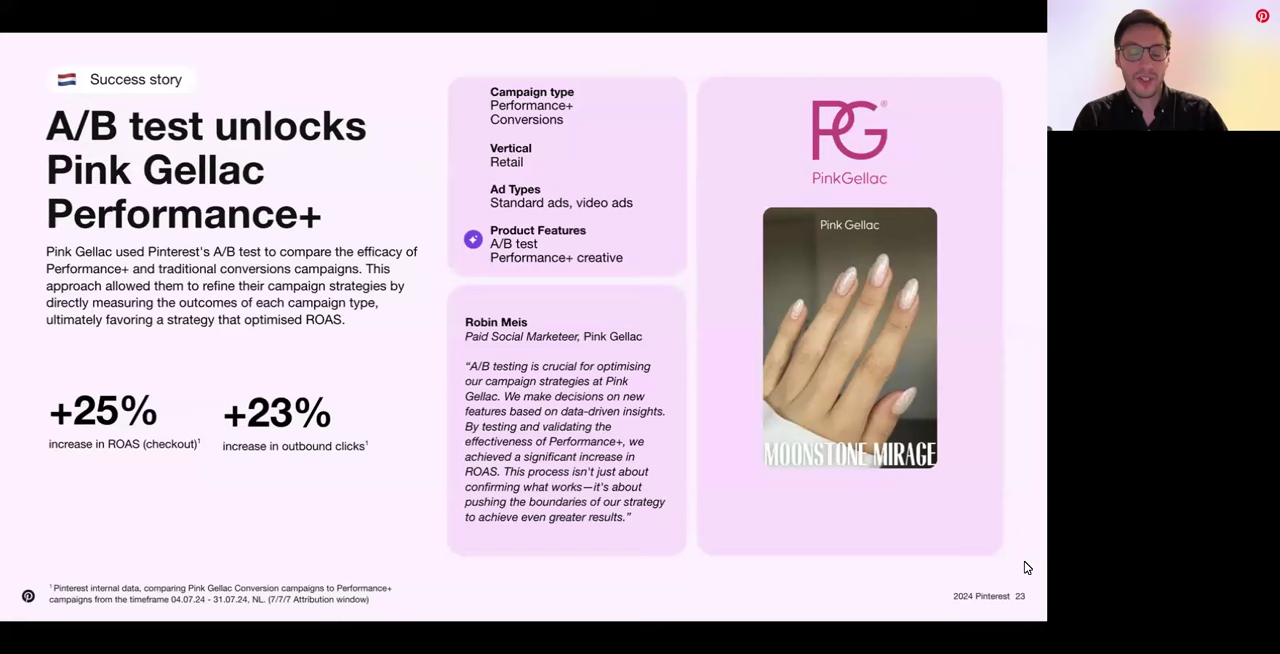 Success story
A/B test unlocks
Pink Gellac
Performance+
Pink Gellac used Pinterest's A/B test to compare the efficacy of
Performance+ and traditional conversions campaigns. This
approach allowed them to refine their campaign strategies by
directly measuring the outcomes of each campaign type,
ultimately favoring a strategy that optimised ROAS.
+25%
increase in ROAS (checkout)¹
+23%
increase in outbound clicks¹
Campaign type
Performance+
Conversions
Vertical
Retail
Ad Types
Standard ads, video ads
Product Features
A/B test
Performance+ creative
Robin Meis
Paid Social Marketeer, Pink Gellac
“A/B testing is crucial for optimising
our campaign strategies at Pink
Gellac. We make decisions on new
features based on data-driven insights.
By testing and validating the
effectiveness of Performance+, we
achieved a significant increase in
ROAS. This process isn't just about
confirming what works—it's about
pushing the boundaries of our strategy
to achieve even greater results.”
PG®
PinkGellac
Pink Gellac
MOONSTONE MIRAGE
¹ Pinterest internal data, comparing Pink Gellac Conversion campaigns to Performance+
campaigns from the timeframe 04.07.24 - 31.07.24, NL. (7/7/7 Attribution window)
2024 Pinterest 23